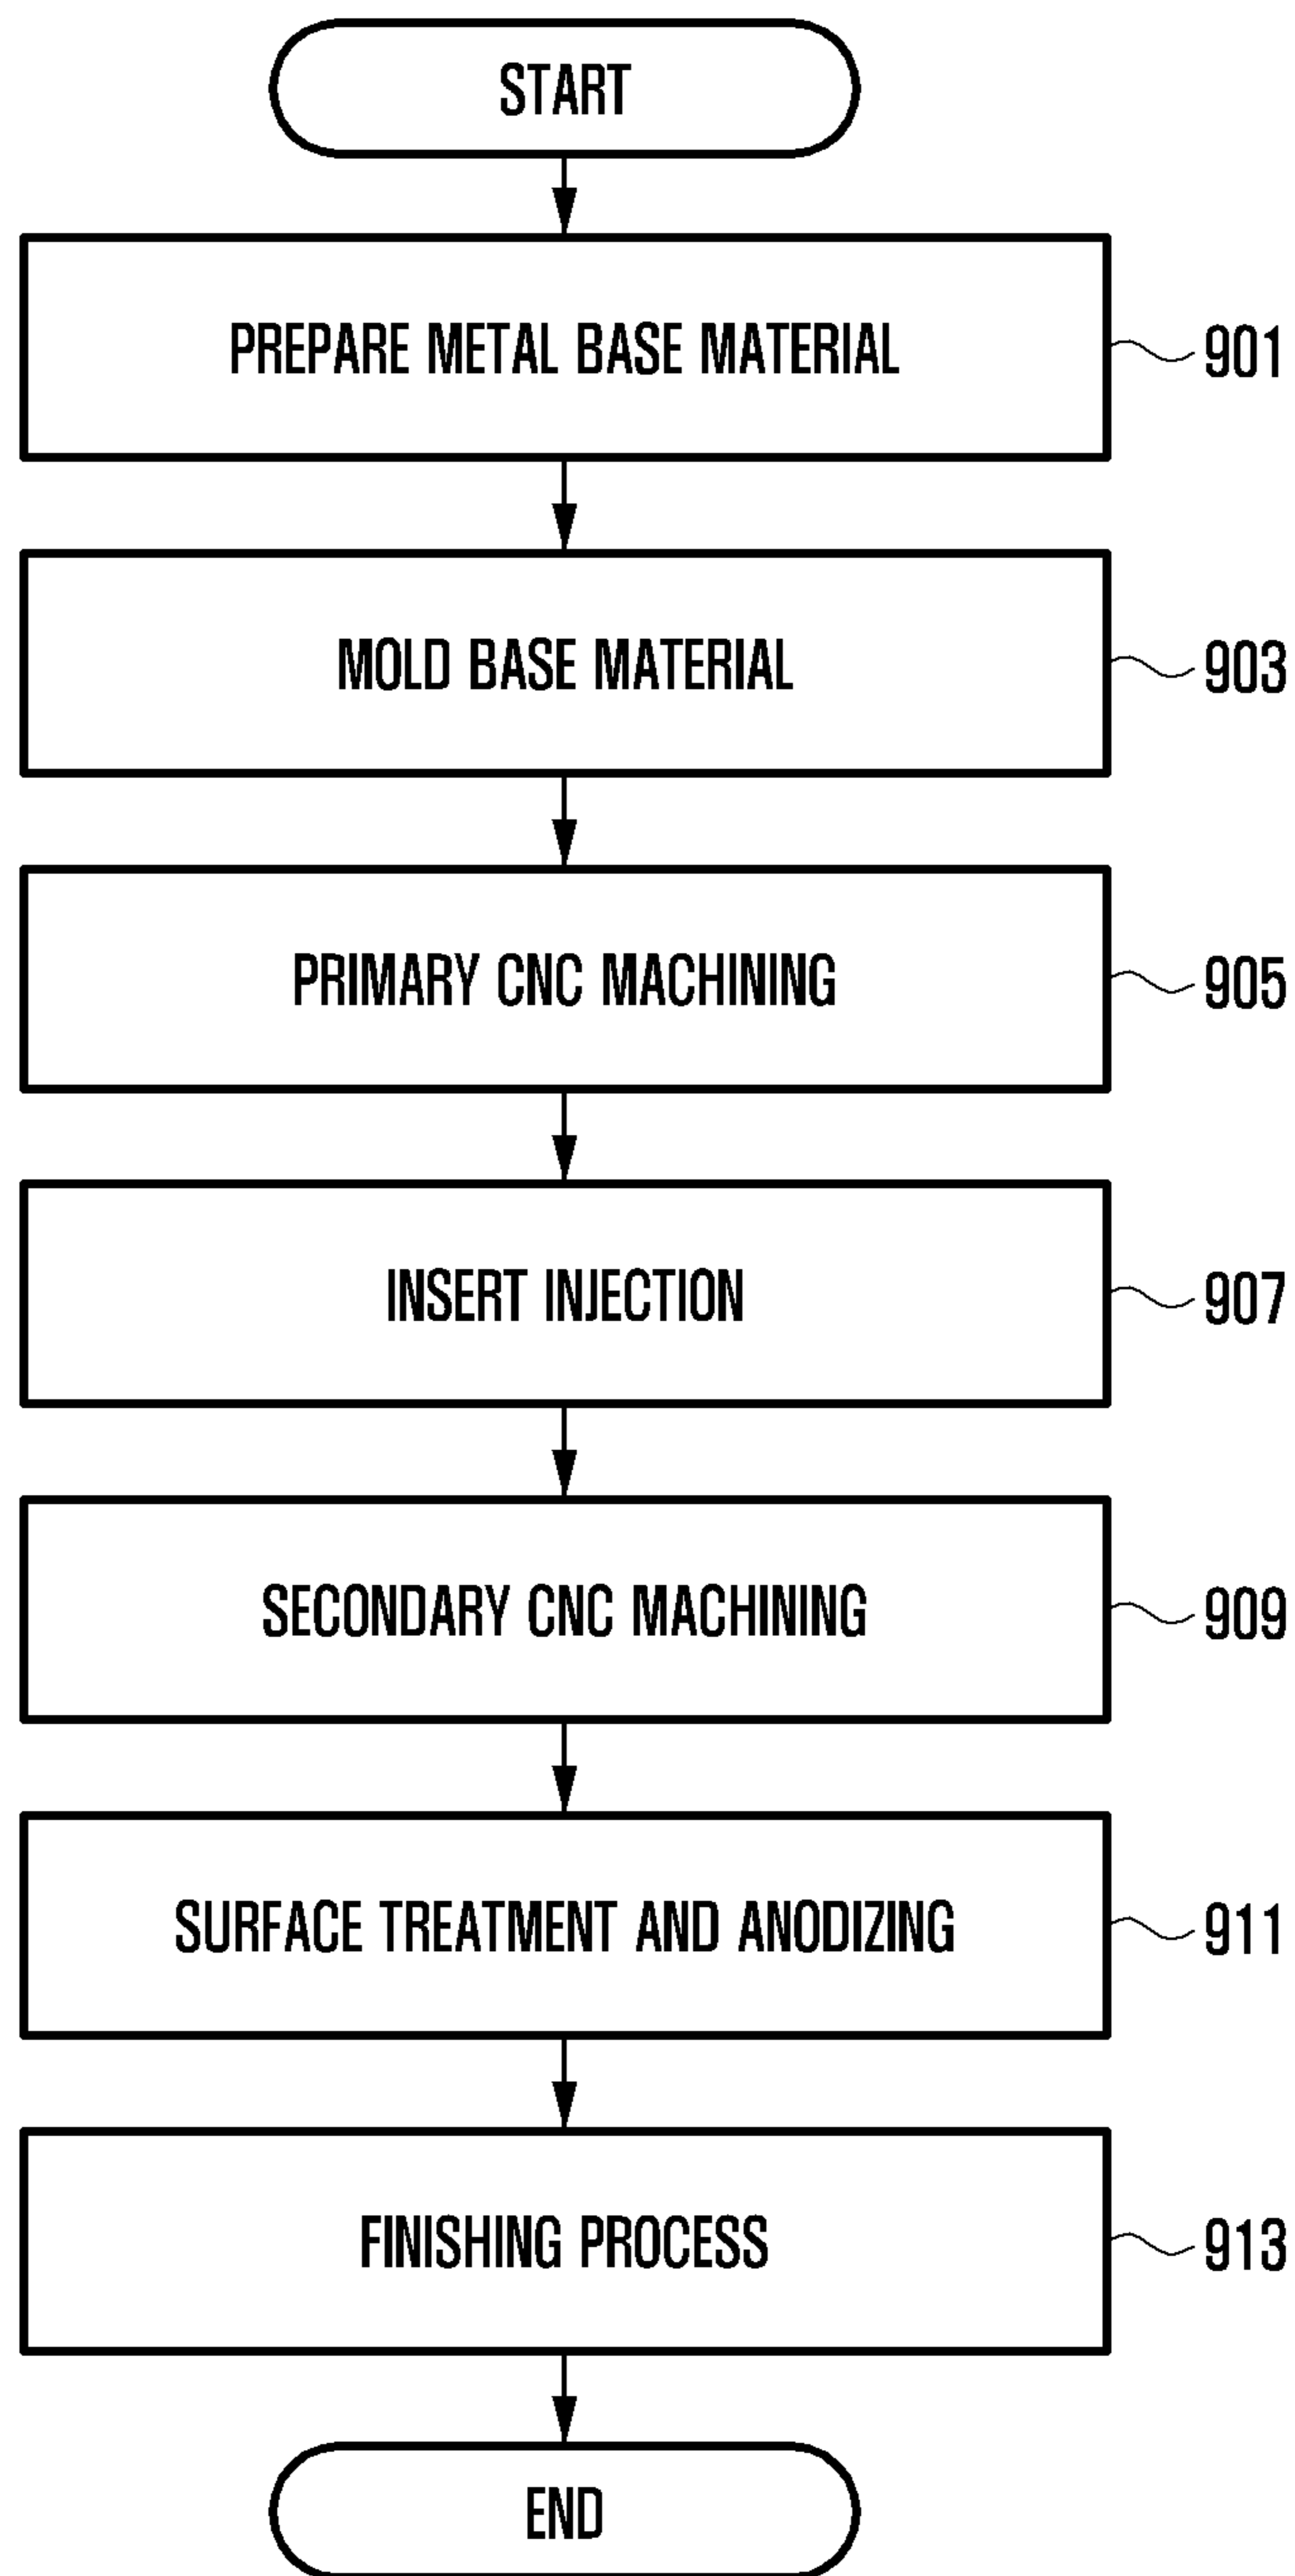 START
PREPARE METAL BASE MATERIAL
901
MOLD BASE MATERIAL
903
PRIMARY CNC MACHINING
905
INSERT INJECTION
907
SECONDARY CNC MACHINING
909
SURFACE TREATMENT AND ANODIZING
911
FINISHING PROCESS
913
END